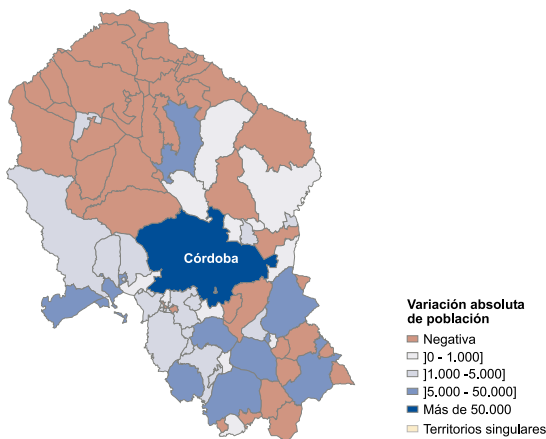 Córdoba
Variación absoluta
de población
Negativa
]0 - 1.000]
]1.000 -5.000]
]5.000 - 50.000]
Más de 50.000
Territorios singulares